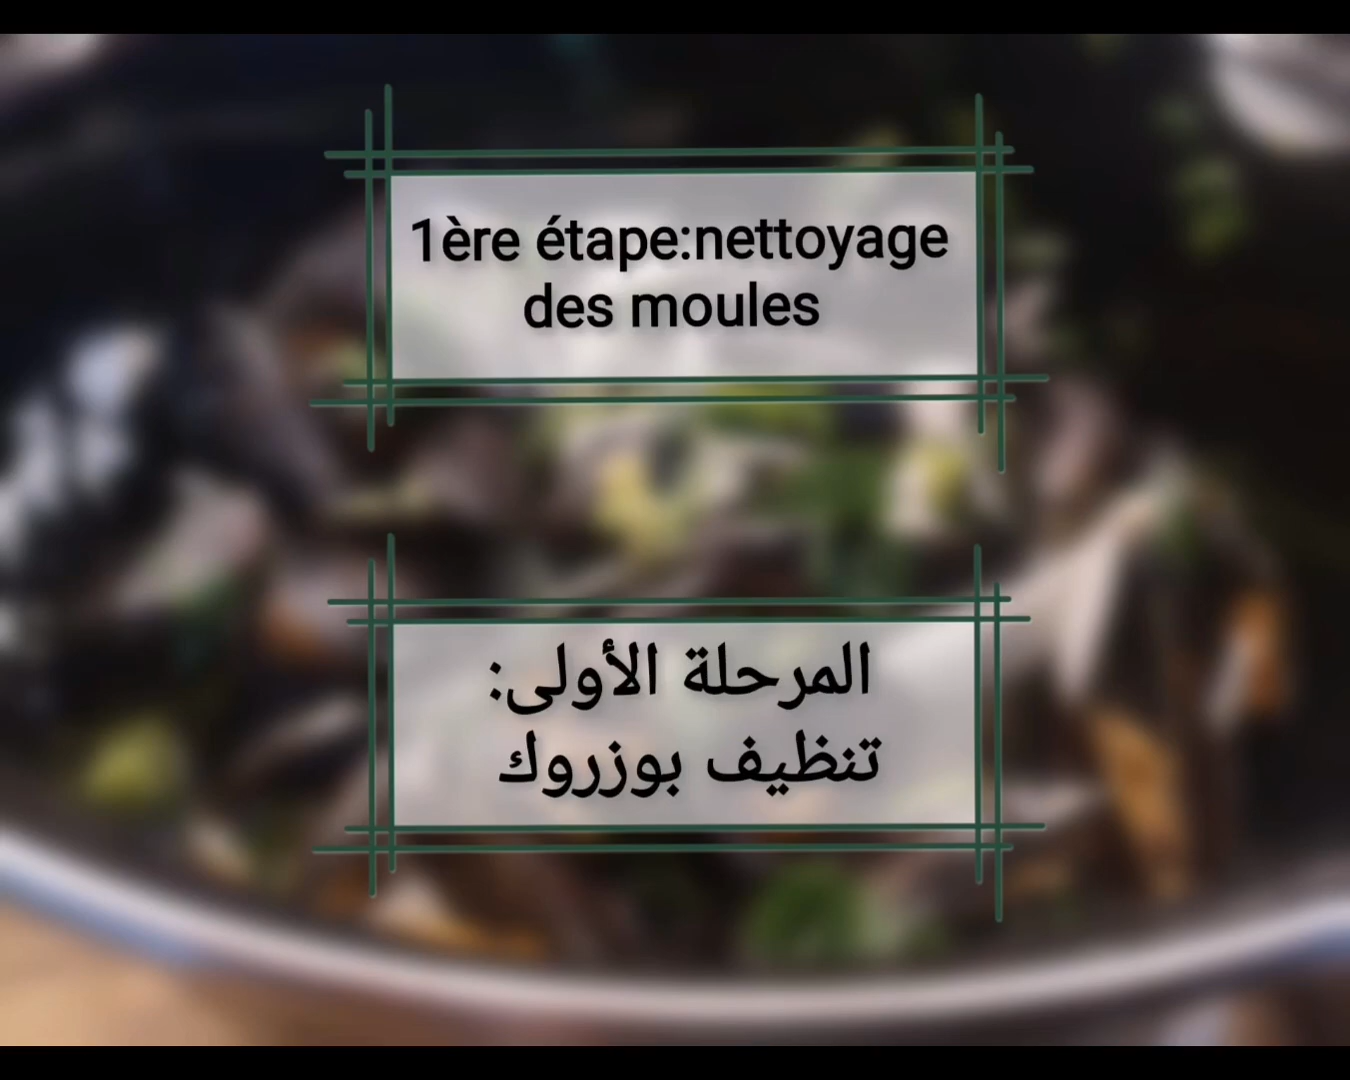 1ère étape:nettoyage
des moules
المرحلة الأولى:
تنظيف بوزروك